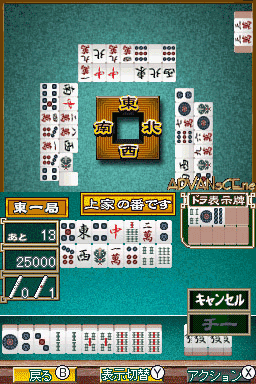 東
南 北
西
ADVANsCEne
東一局
上家の番です
ドラ表示牌
あと 13
25000
0 1
キャンセル
チー
戻る B
表示切替 Y
アクション X